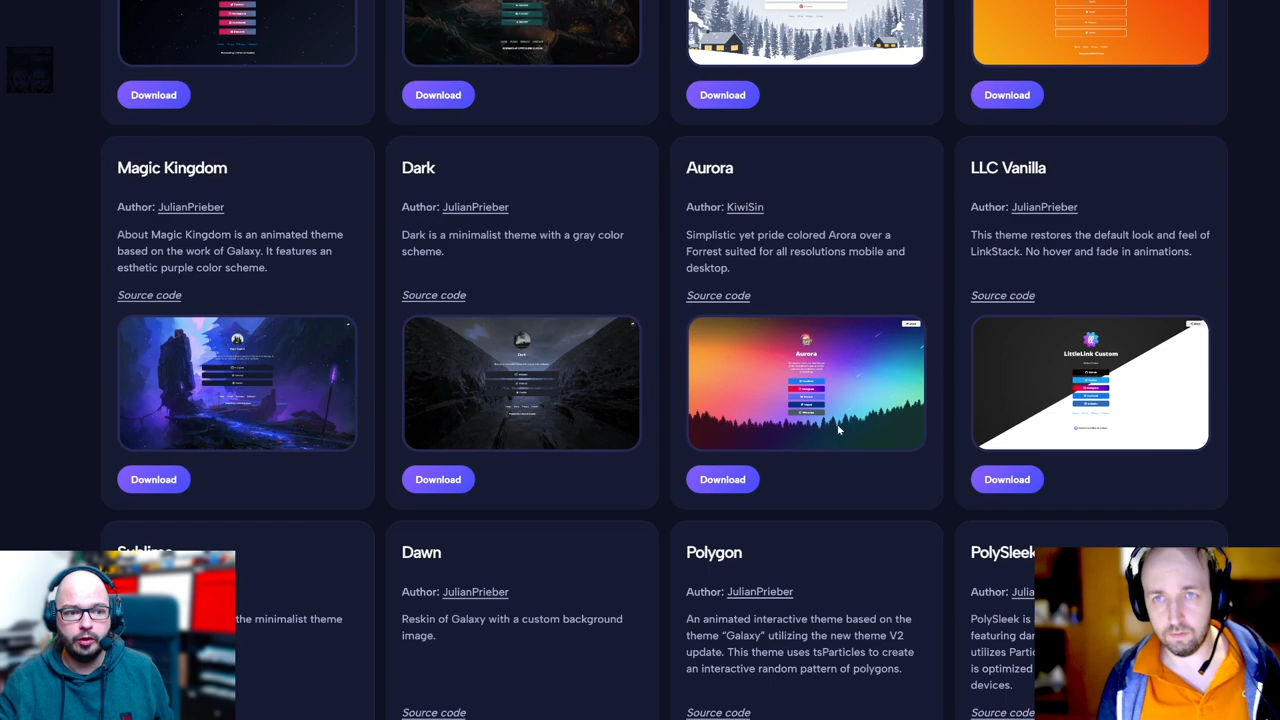 Download
Download
Download
Download
Magic Kingdom
Author: JulianPrieber
About Magic Kingdom is an animated theme
based on the work of Galaxy. It features an
esthetic purple color scheme.
Source code
Download
Dark
Author: JulianPrieber
Dark is a minimalist theme with a gray color
scheme.
Source code
Dark
Download
Aurora
Author: KiwiSin
Simplistic yet pride colored Arora over a
Forrest suited for all resolutions mobile and
desktop.
Source code
Aurora
Download
LLC Vanilla
Author: JulianPrieber
This theme restores the default look and feel of
LinkStack. No hover and fade in animations.
Source code
LittleLink Custom
Download
the minimalist theme
Dawn
Author: JulianPrieber
Reskin of Galaxy with a custom background
image.
Source code
Polygon
Author: JulianPrieber
An animated interactive theme based on the
theme “Galaxy” utilizing the new theme V2
update. This theme uses tsParticles to create
an interactive random pattern of polygons.
Source code
PolySleek
Author:
PolySleek is
featuring
utilizes
is optimized
devices.
Source code